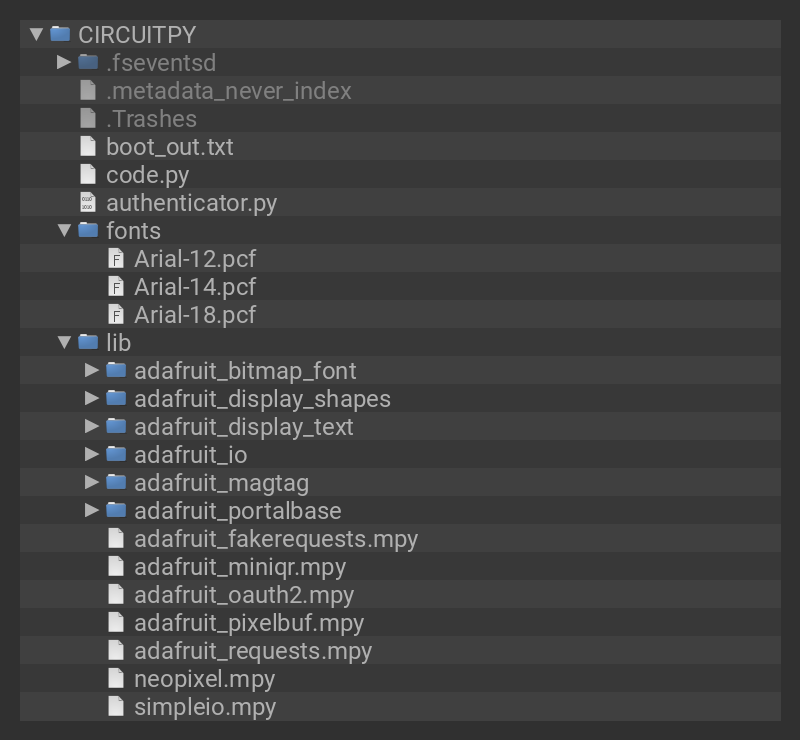 CIRCUITPY
.fseventsd
.metadata_never_index
.Trashes
boot_out.txt
code.py
authenticator.py
fonts
Arial-12.pcf
Arial-14.pcf
Arial-18.pcf
lib
adafruit_bitmap_font
adafruit_display_shapes
adafruit_display_text
adafruit_io
adafruit_magtag
adafruit_portalbase
adafruit_fakerequests.mpy
adafruit_miniqr.mpy
adafruit_oauth2.mpy
adafruit_pixelbuf.mpy
adafruit_requests.mpy
neopixel.mpy
simpleio.mpy